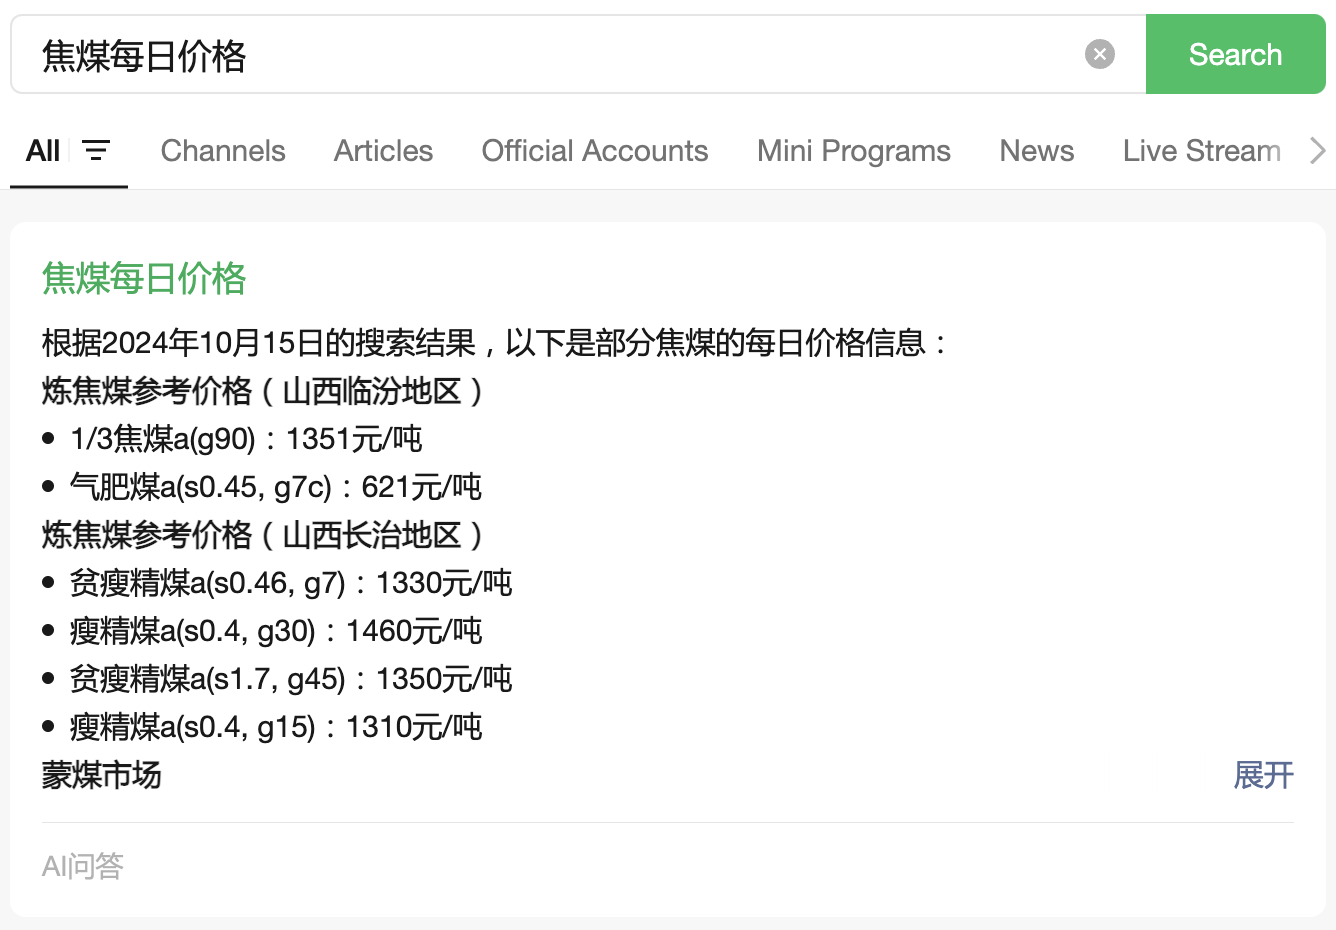 焦煤每日价格
Search
All
Channels
Articles
Official Accounts
Mini Programs
News
Live Stream
焦煤每日价格
根据2024年10月15日的搜索结果，以下是部分焦煤的每日价格信息：
炼焦煤参考价格（山西临汾地区）
• 1/3焦煤a(g90)：1351元/吨
• 气肥煤a(s0.45, g7c)：621元/吨
炼焦煤参考价格（山西长治地区）
• 贫瘦精煤a(s0.46, g7)：1330元/吨
• 瘦精煤a(s0.4, g30)：1460元/吨
• 贫瘦精煤a(s1.7, g45)：1350元/吨
• 瘦精煤a(s0.4, g15)：1310元/吨
蒙煤市场
展开
AI问答